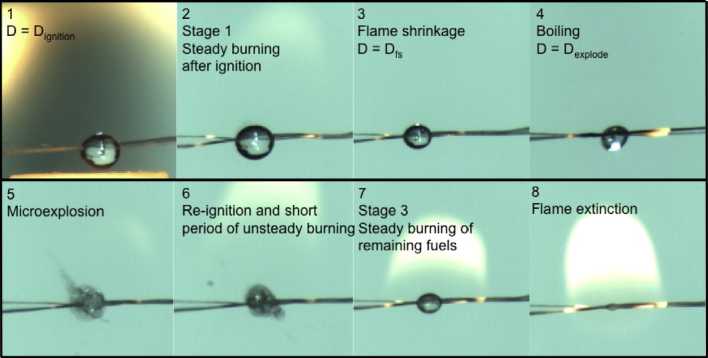 1
D = Dignition
2
Stage 1
Steady burning
after ignition
3
Flame shrinkage
D = Dfs
4
Boiling
D = Dexplode
5
Microexplosion
6
Re-ignition and short
period of unsteady burning
7
Stage 3
Steady burning of
remaining fuels
8
Flame extinction